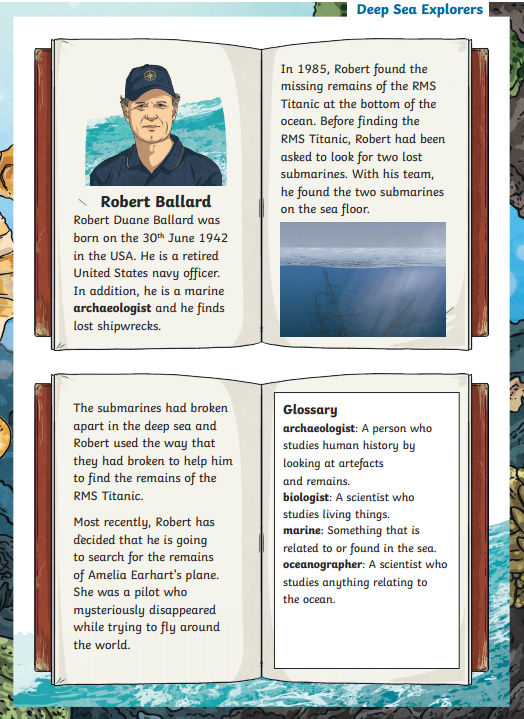 Deep Sea Explorers
Robert Ballard
Robert Duane Ballard was
born on the 30th June 1942
in the USA. He is a retired
United States navy officer.
In addition, he is a marine
archaeologist and he finds
lost shipwrecks.
In 1985, Robert found the
missing remains of the RMS
Titanic at the bottom of the
ocean. Before finding the
RMS Titanic, Robert had been
asked to look for two lost
submarines. With his team,
he found the two submarines
on the sea floor.
The submarines had broken
apart in the deep sea and
Robert used the way that
they had broken to help him
to find the remains of the
RMS Titanic.
Most recently, Robert has
decided that he is going
to search for the remains
of Amelia Earhart's plane.
She was a pilot who
mysteriously disappeared
while trying to fly around
the world.
Glossary
archaeologist: A person who
studies human history by
looking at artefacts
and remains.
biologist: A scientist who
studies living things.
marine: Something that is
related to or found in the sea.
oceanographer: A scientist who
studies anything relating to
the ocean.